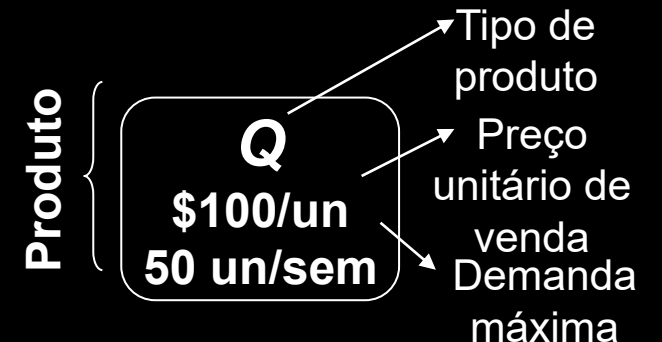 Produto
Q
$100/un
50 un/sem
Tipo de
produto
Preço
unitário de
venda
Demanda
máxima